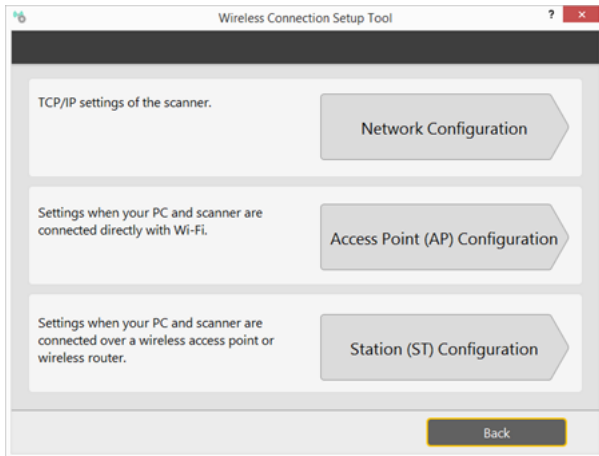 Wireless Connection Setup Tool
?
TCP/IP settings of the scanner.
Network Configuration
Settings when your PC and scanner are
connected directly with Wi-Fi.
Access Point (AP) Configuration
Settings when your PC and scanner are
connected over a wireless access point or
wireless router.
Station (ST) Configuration
Back